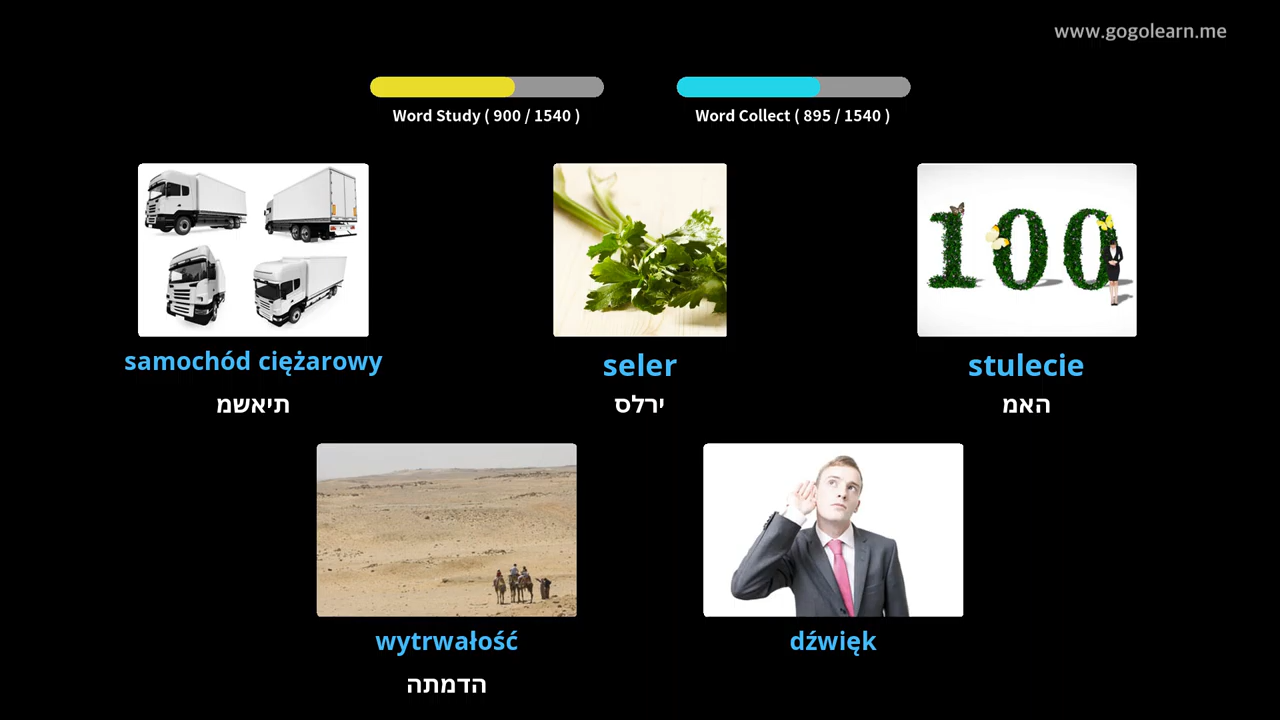 www.gogolearn.me
Word Study ( 900 / 1540 )
Word Collect ( 895 / 1540 )
samochód ciężarowy
תיאשמ
seler
ירלס
stulecie
האמ
wytrwałość
הדמתה
dźwięk